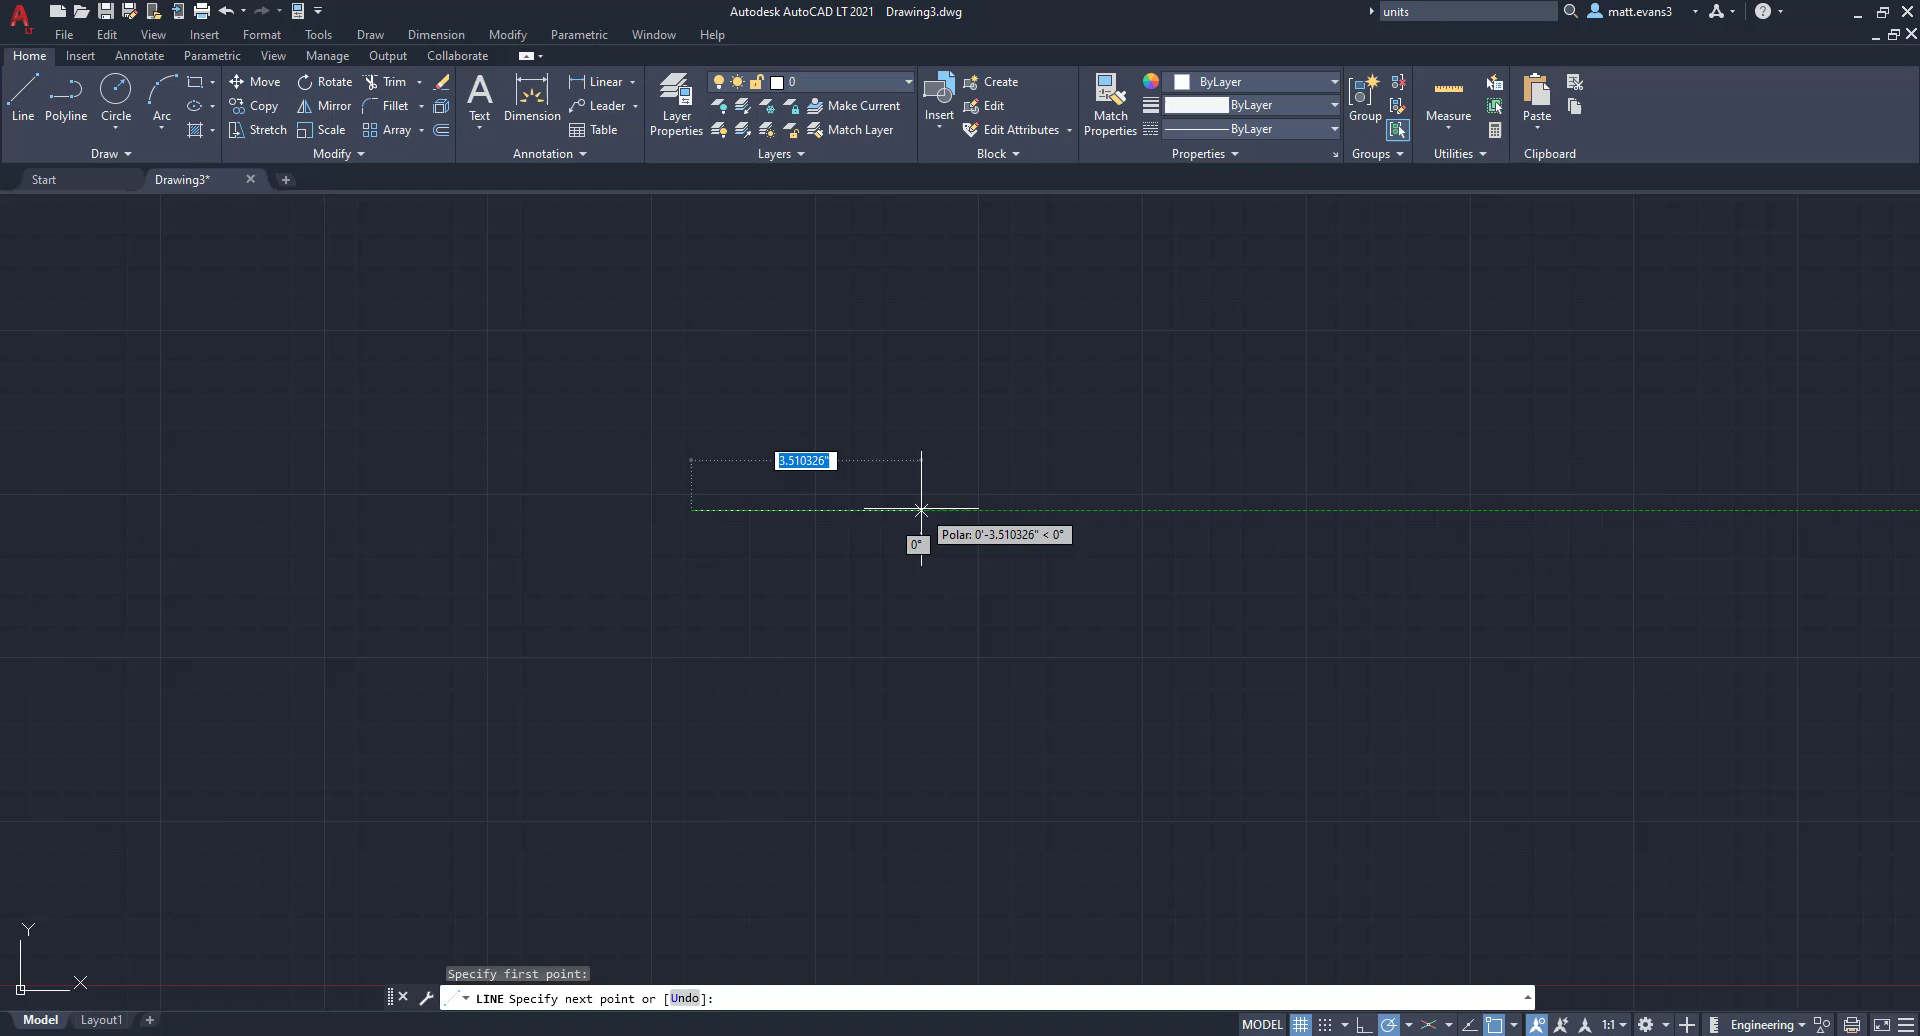 Autodesk AutoCAD LT 2021 Drawing3.dwg units matt.evans3
File Edit View Insert Format Tools Draw Dimension Modify Parametric Window Help
Home Insert Annotate Parametric View Manage Output Collaborate
Line Polyline Circle Arc
Move Rotate Trim
Copy Mirror Fillet
Stretch Scale Array
Text Dimension
Linear
Leader
Table
Layer Properties
0
Make Current
Match Layer
Insert
Create
Edit
Edit Attributes
Match Properties
ByLayer
ByLayer
ByLayer
Group
Measure
Paste
Draw Modify Annotation Layers Block Properties Groups Utilities Clipboard
Start Drawing3*
3.510326"
Polar: 0'-3.510326" < 0°
0°
Y
X
Specify first point:
LINE Specify next point or [Undo]:
Model Layout1
MODEL 1:1 Engineering